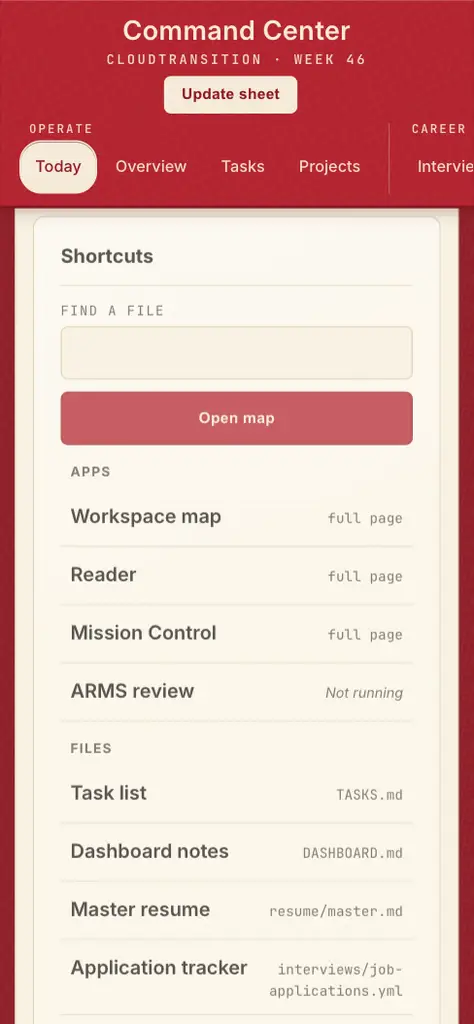 Command Center
CLOUDTRANSITION · WEEK 46
Update sheet
OPERATE
CAREER
Today
Overview
Tasks
Projects
Intervie
Shortcuts
FIND A FILE
Open map
APPS
Workspace map
full page
Reader
full page
Mission Control
full page
ARMS review
Not running
FILES
Task list
TASKS.md
Dashboard notes
DASHBOARD.md
Master resume
resume/master.md
Application tracker
interviews/job-
applications.yml